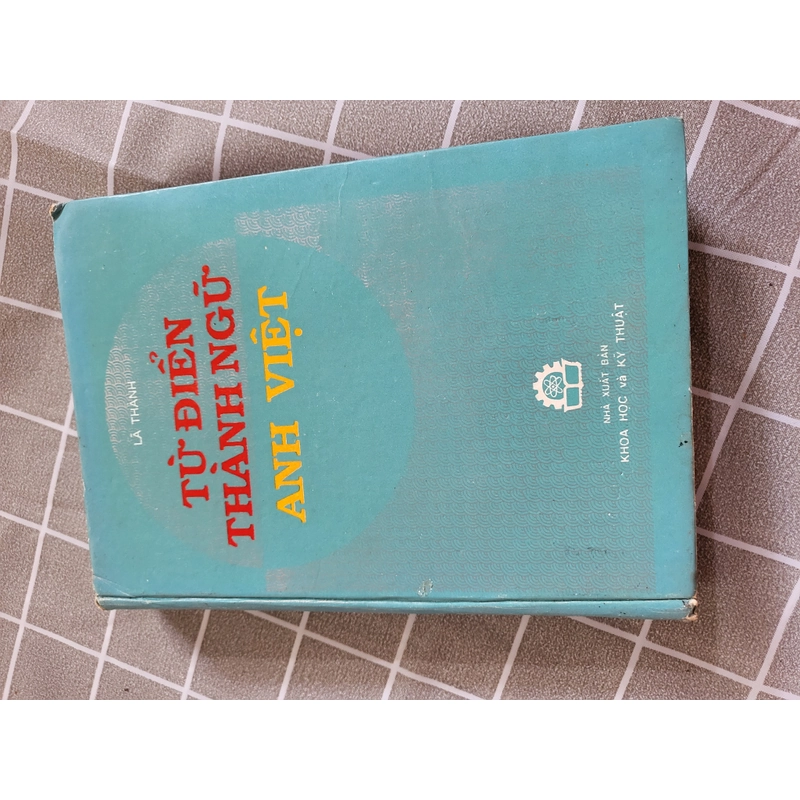 LÃ THÀNH
TỪ ĐIỂN
THÀNH NGỮ
ANH VIỆT
NHÀ XUẤT BẢN
KHOA HỌC và KỸ THUẬT